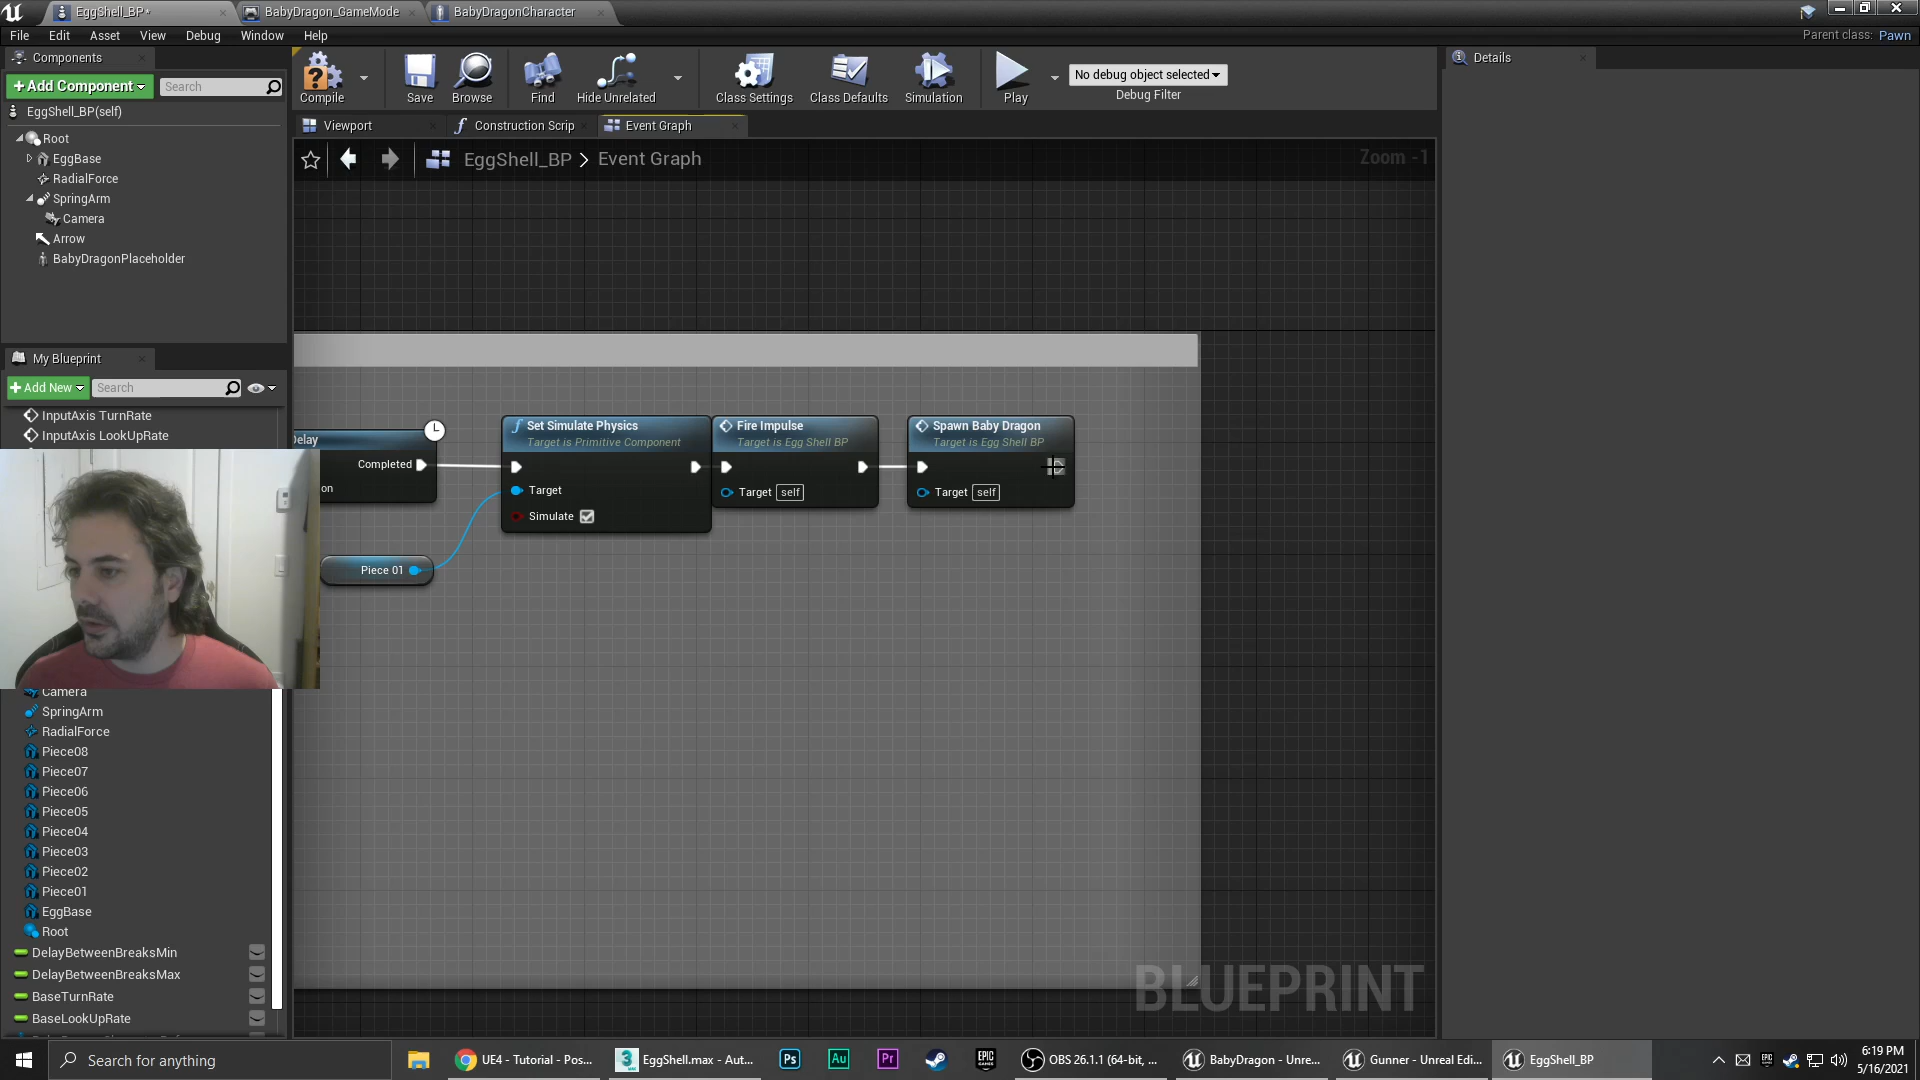 EggShell_BP*
BabyDragon_GameMode
BabyDragonCharacter
File Edit Asset View Debug Window Help
Parent class: Pawn
Components
Details
+Add Component
Search
Compile
Save
Browse
Find
Hide Unrelated
Class Settings
Class Defaults
Simulation
Play
No debug object selected
Debug Filter
EggShell_BP(self)
Viewport
Construction Scrip
Event Graph
Root
EggBase
RadialForce
SpringArm
Camera
Arrow
BabyDragonPlaceholder
EggShell_BP > Event Graph
Zoom -1
My Blueprint
+Add New
Search
InputAxis TurnRate
InputAxis LookUpRate
Delay
Completed
on
Set Simulate Physics
Target is Primitive Component
Target
Simulate
Fire Impulse
Target is Egg Shell BP
Target self
Spawn Baby Dragon
Target is Egg Shell BP
Target self
Piece 01
Camera
SpringArm
RadialForce
Piece08
Piece07
Piece06
Piece05
Piece04
Piece03
Piece02
Piece01
EggBase
Root
DelayBetweenBreaksMin
DelayBetweenBreaksMax
BaseTurnRate
BaseLookUpRate
BLUEPRINT
Search for anything
UE4 - Tutorial - Pos...
EggShell.max - Aut...
Ps
Au
Pr
EPIC GAMES
OBS 26.1.1 (64-bit, ...
BabyDragon - Unre...
Gunner - Unreal Edi...
EggShell_BP
6:19 PM
5/16/2021